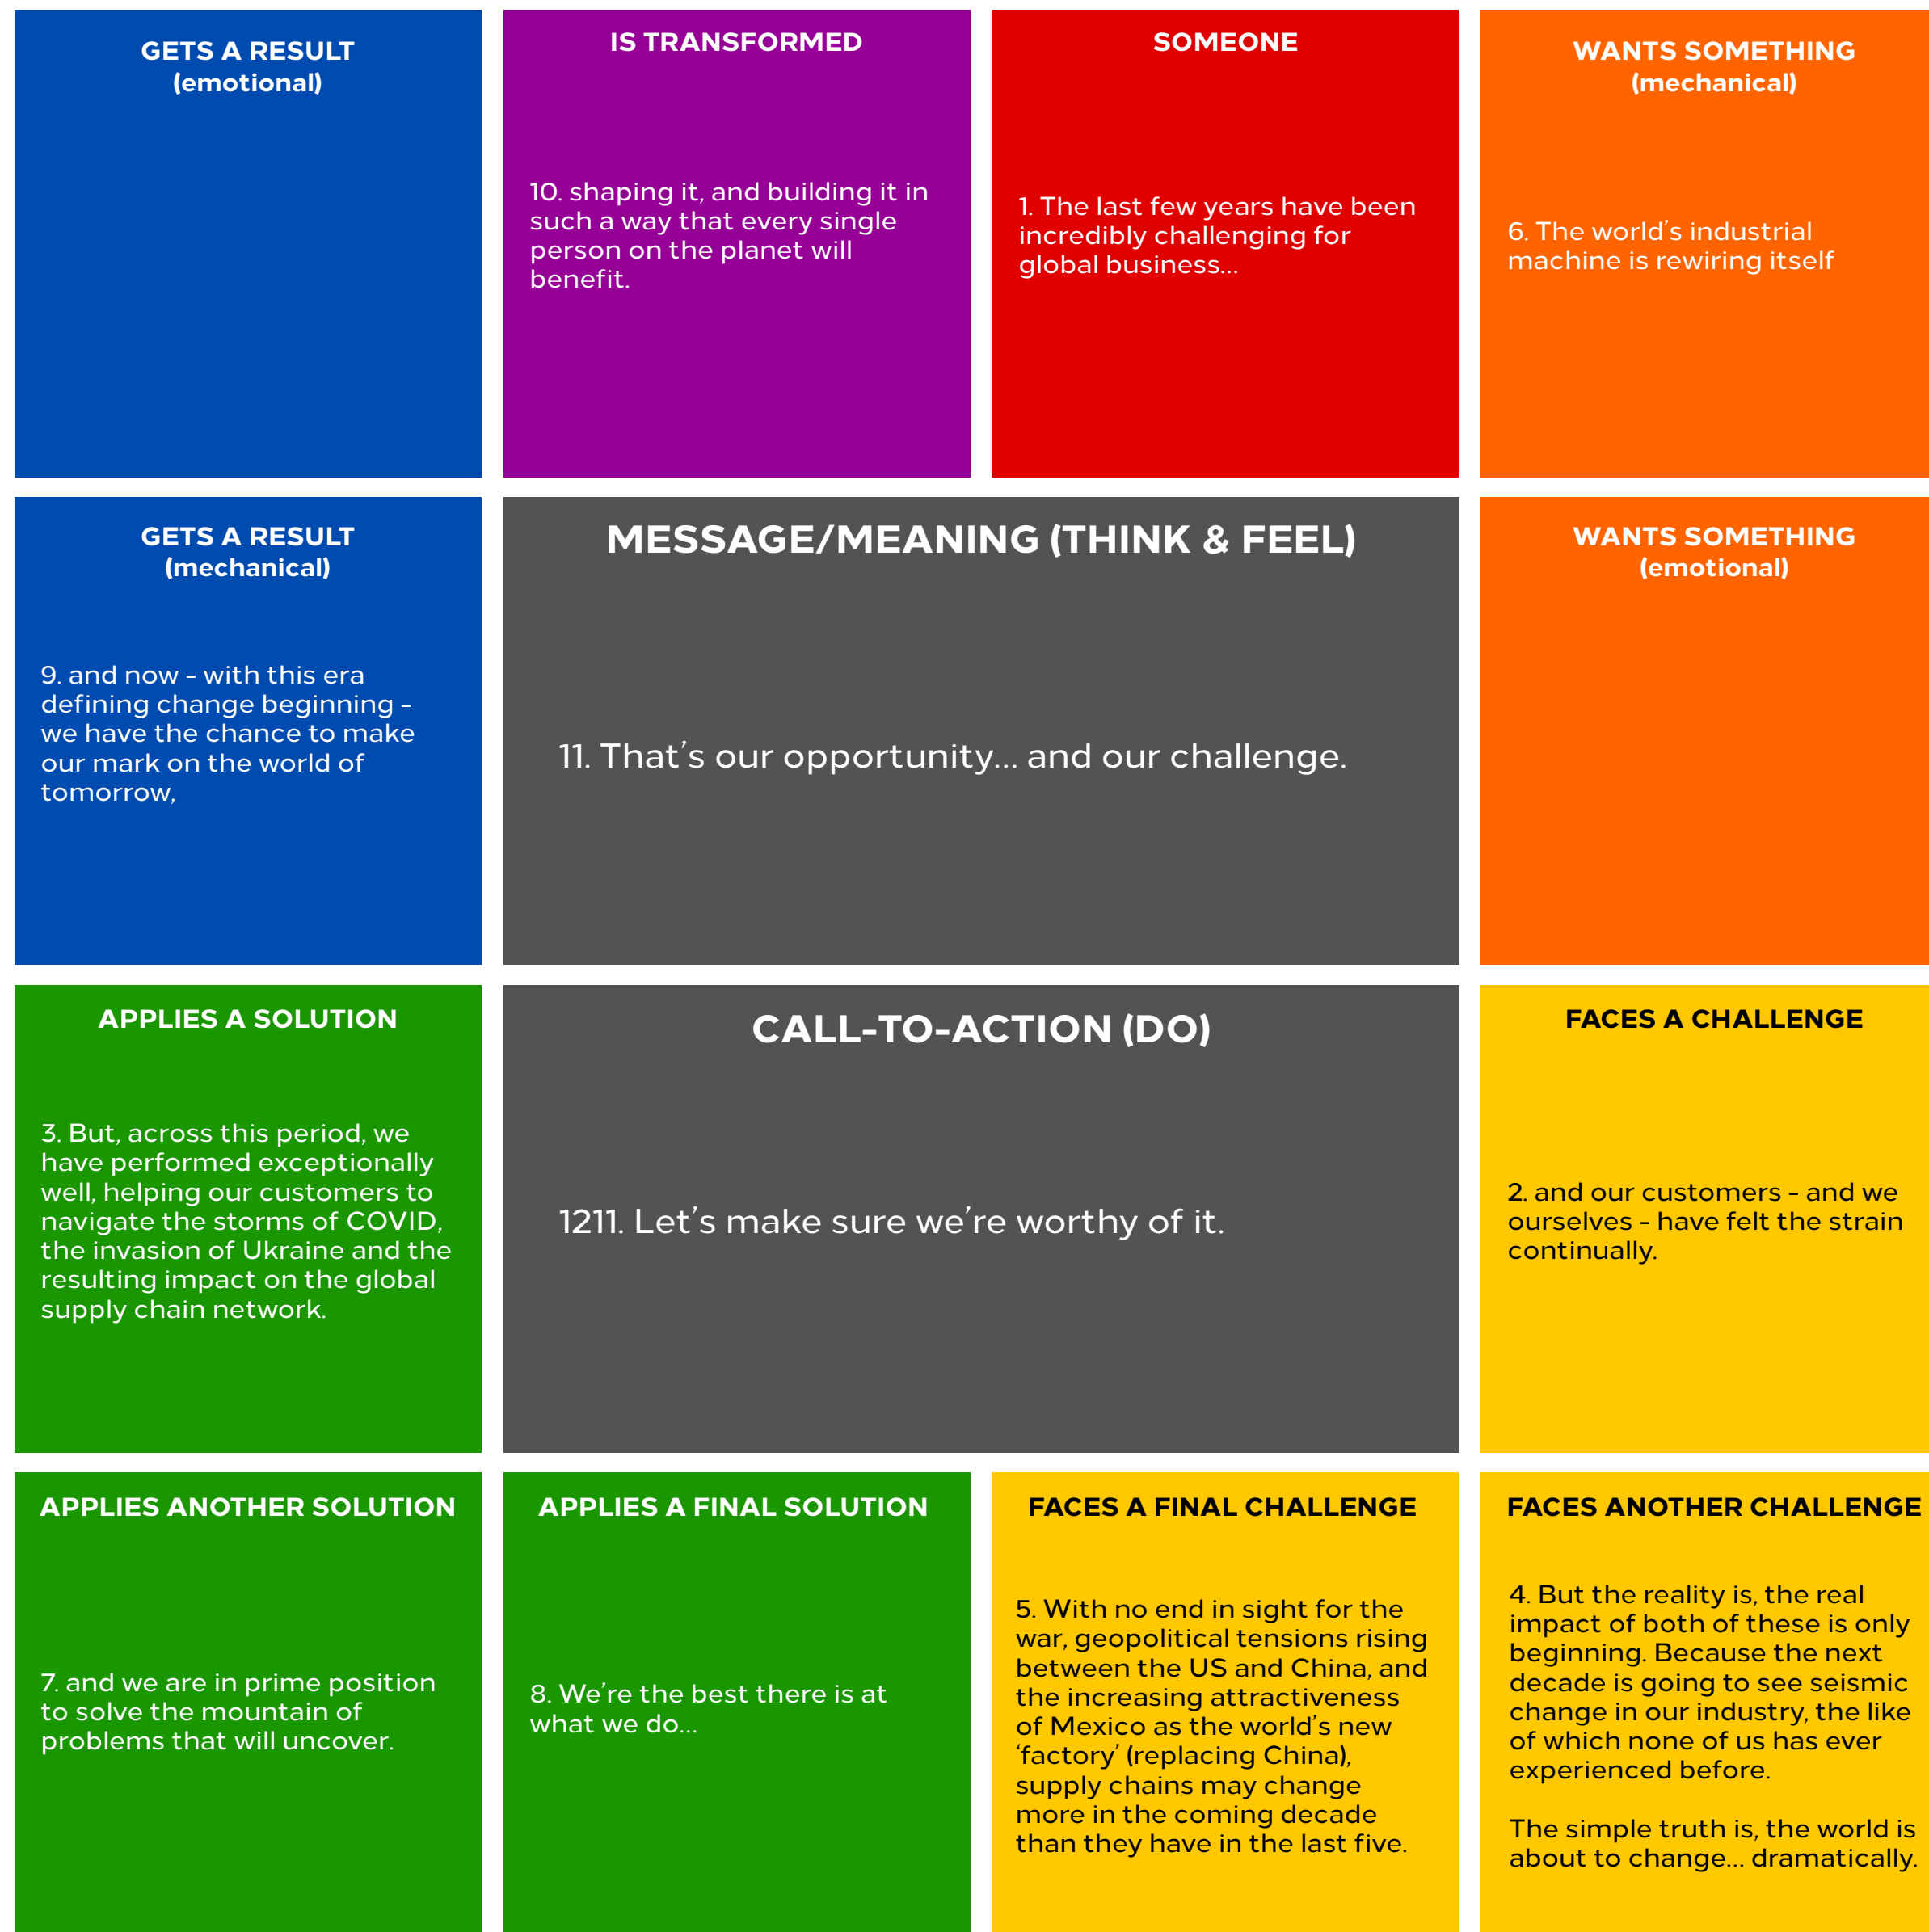 GETS A RESULT
(emotional)
IS TRANSFORMED
10. shaping it, and building it in
such a way that every single
person on the planet will
benefit.
SOMEONE
1. The last few years have been
incredibly challenging for
global business...
WANTS SOMETHING
(mechanical)
6. The world's industrial
machine is rewiring itself
GETS A RESULT
(mechanical)
9. and now - with this era
defining change beginning -
we have the chance to make
our mark on the world of
tomorrow,
MESSAGE/MEANING (THINK & FEEL)
11. That's our opportunity... and our challenge.
WANTS SOMETHING
(emotional)
APPLIES A SOLUTION
3. But, across this period, we
have performed exceptionally
well, helping our customers to
navigate the storms of COVID,
the invasion of Ukraine and the
resulting impact on the global
supply chain network.
CALL-TO-ACTION (DO)
1211. Let's make sure we're worthy of it.
FACES A CHALLENGE
2. and our customers - and we
ourselves - have felt the strain
continually.
APPLIES ANOTHER SOLUTION
7. and we are in prime position
to solve the mountain of
problems that will uncover.
APPLIES A FINAL SOLUTION
8. We're the best there is at
what we do...
FACES A FINAL CHALLENGE
5. With no end in sight for the
war, geopolitical tensions rising
between the US and China, and
the increasing attractiveness
of Mexico as the world's new
'factory' (replacing China),
supply chains may change
more in the coming decade
than they have in the last five.
FACES ANOTHER CHALLENGE
4. But the reality is, the real
impact of both of these is only
beginning. Because the next
decade is going to see seismic
change in our industry, the like
of which none of us has ever
experienced before.
The simple truth is, the world is
about to change... dramatically.